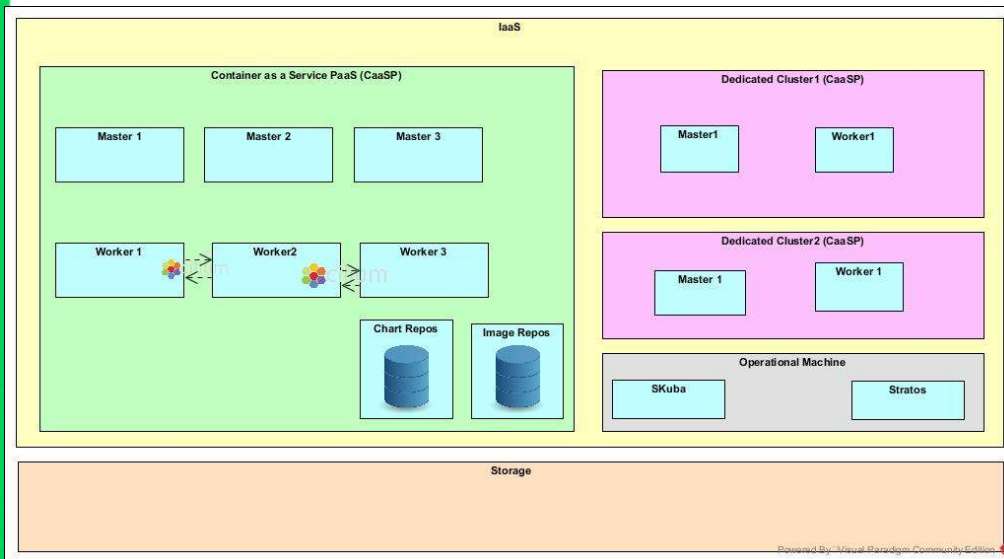 IaaS
Container as a Service PaaS (CaaSP)
Master 1
Master 2
Master 3
Worker 1
Worker2
Worker 3
cilium
cilium
Chart Repos
Image Repos
Dedicated Cluster1 (CaaSP)
Master1
Worker1
Dedicated Cluster2 (CaaSP)
Master 1
Worker 1
Operational Machine
SKuba
Stratos
Storage
Powered By Visual Paradigm Community Edition